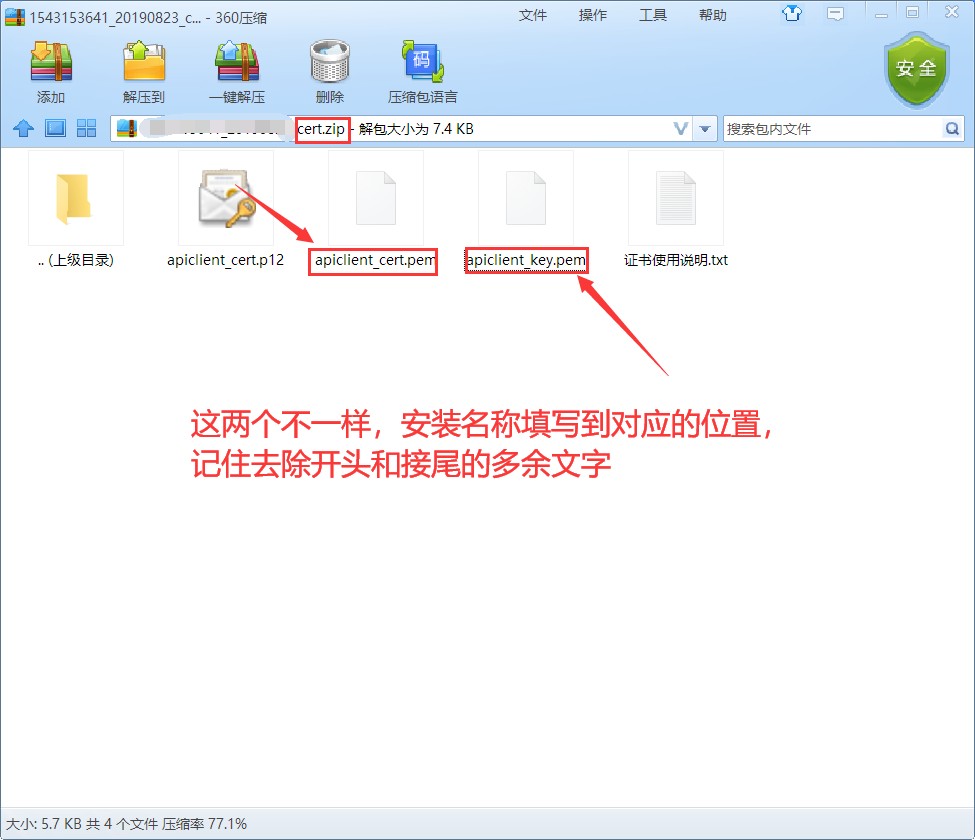 1543153641_20190823_c... - 360压缩
文件 操作 工具 帮助
添加 解压到 一键解压 删除 压缩包语言
码
安全
cert.zip - 解包大小为 7.4 KB
搜索包内文件
.. (上级目录) apiclient_cert.p12 apiclient_cert.pem apiclient_key.pem 证书使用说明.txt
这两个不一样，安装名称填写到对应的位置，
记住去除开头和接尾的多余文字
大小: 5.7 KB 共 4 个文件 压缩率 77.1%